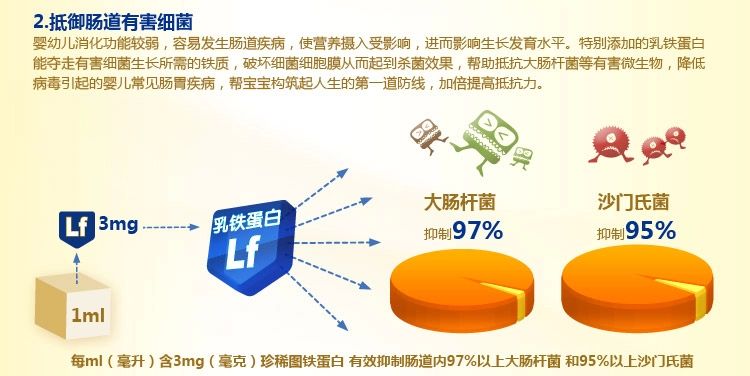 2.抵御肠道有害细菌
婴幼儿消化功能较弱，容易发生肠道疾病，使营养摄入受影响，进而影响生长发育水平。特别添加的乳铁蛋白
能夺走有害细菌生长所需的铁质，破坏细菌细胞膜从而起到杀菌效果，帮助抵抗大肠杆菌等有害微生物，降低
病毒引起的婴儿常见肠胃疾病，帮宝宝构筑起人生的第一道防线，加倍提高抵抗力。
大肠杆菌
抑制97%
沙门氏菌
抑制95%
Lf 3mg
乳铁蛋白
Lf
1ml
每ml（毫升）含3mg（毫克）珍稀图铁蛋白 有效抑制肠道内97%以上大肠杆菌 和95%以上沙门氏菌